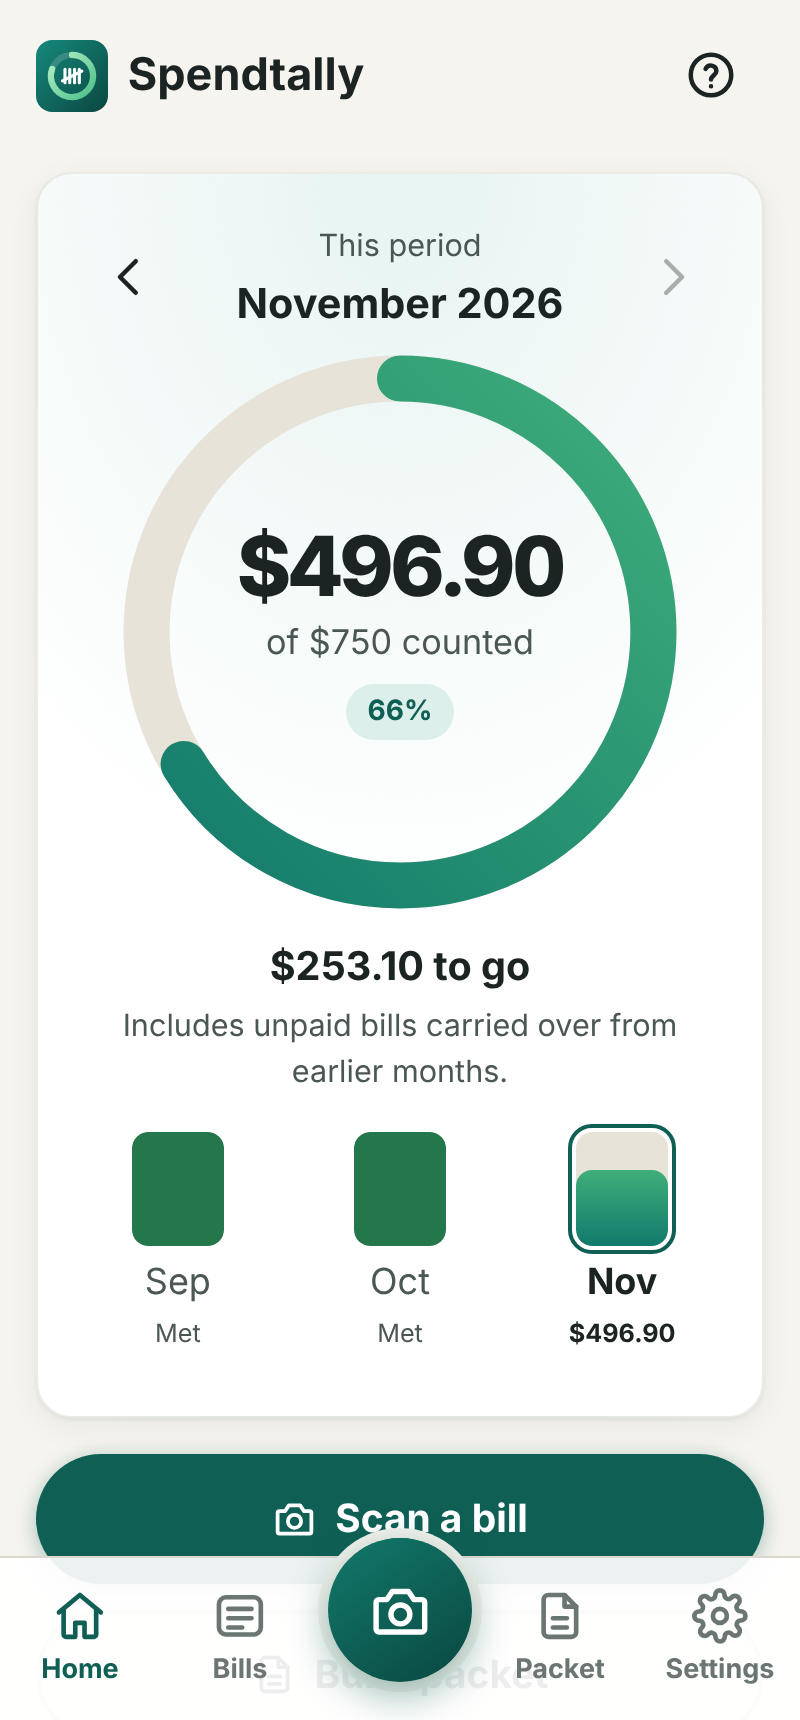 Spendtally
This period
November 2026
$496.90
of $750 counted
66%
$253.10 to go
Includes unpaid bills carried over from
earlier months.
Sep
Oct
Nov
Met
Met
$496.90
Scan a bill
Home
Bills
Packet
Settings
packet